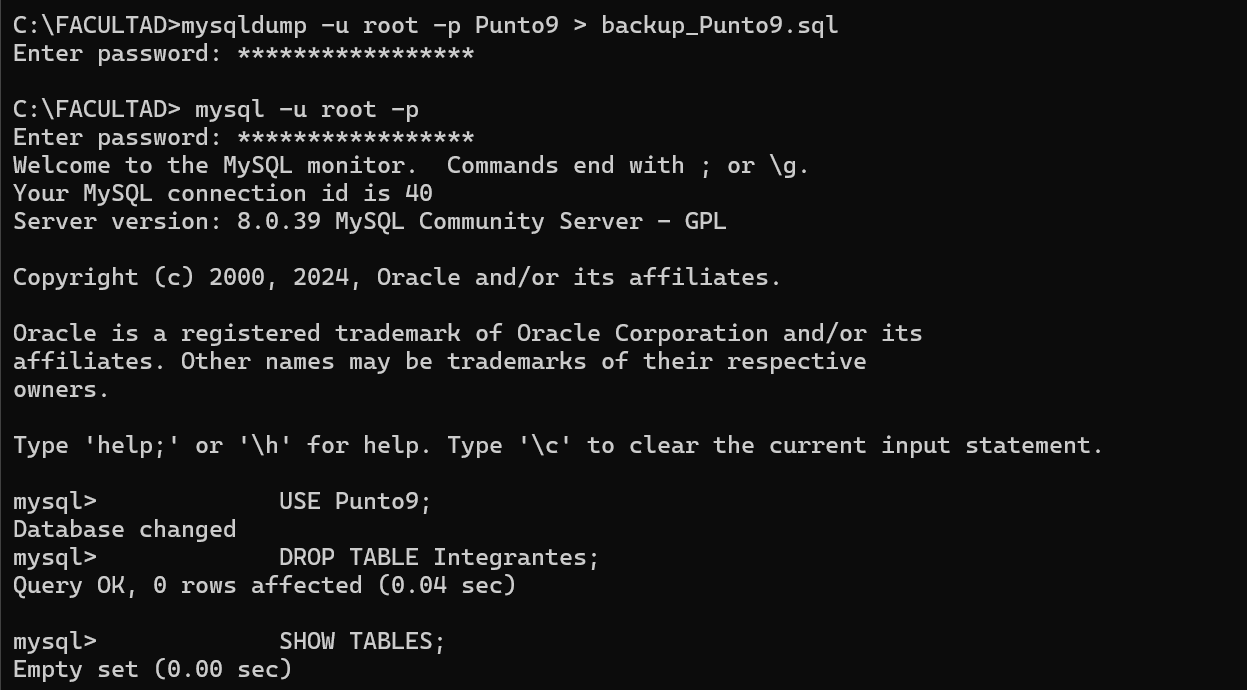 C:\FACULTAD>mysqldump -u root -p Punto9 > backup_Punto9.sql
Enter password: *****************
C:\FACULTAD> mysql -u root -p
Enter password: *****************
Welcome to the MySQL monitor.  Commands end with ; or \g.
Your MySQL connection id is 40
Server version: 8.0.39 MySQL Community Server - GPL
Copyright (c) 2000, 2024, Oracle and/or its affiliates.
Oracle is a registered trademark of Oracle Corporation and/or its
affiliates. Other names may be trademarks of their respective
owners.
Type 'help;' or '\h' for help. Type '\c' to clear the current input statement.
mysql>             USE Punto9;
Database changed
mysql>             DROP TABLE Integrantes;
Query OK, 0 rows affected (0.04 sec)
mysql>             SHOW TABLES;
Empty set (0.00 sec)